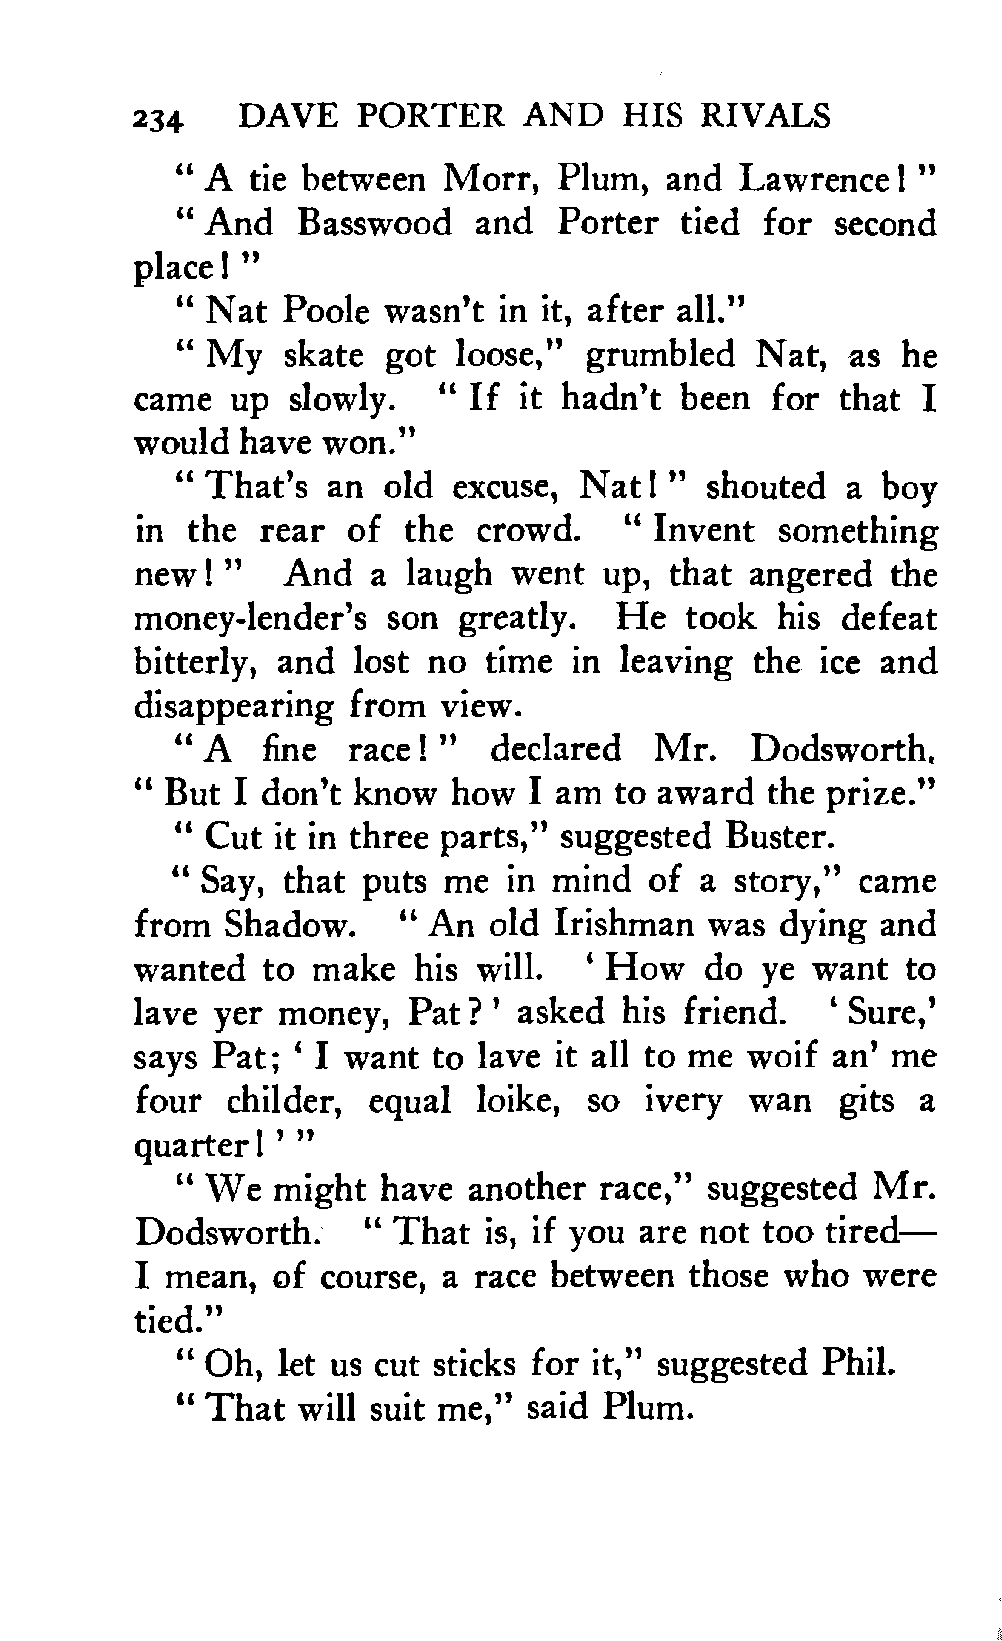 234 DAVE PORTER AND HIS RIVALS
“ A tie between Morr, Plum, and Lawrence! ”
“ And Basswood and Porter tied for second
place! ”
“ Nat Poole wasn't in it, after all.”
“ My skate got loose,” grumbled Nat, as he
came up slowly. “ If it hadn't been for that I
would have won.”
“ That's an old excuse, Nat! ” shouted a boy
in the rear of the crowd. “ Invent something
new! ” And a laugh went up, that angered the
money-lender's son greatly. He took his defeat
bitterly, and lost no time in leaving the ice and
disappearing from view.
“ A fine race! ” declared Mr. Dodsworth,
“ But I don't know how I am to award the prize.”
“ Cut it in three parts,” suggested Buster.
“ Say, that puts me in mind of a story,” came
from Shadow. “ An old Irishman was dying and
wanted to make his will. ‘ How do ye want to
lave yer money, Pat? ’ asked his friend. ‘ Sure,’
says Pat; ‘ I want to lave it all to me woif an’ me
four childer, equal loike, so ivery wan gits a
quarter! ’ ”
“ We might have another race,” suggested Mr.
Dodsworth. “ That is, if you are not too tired—
I mean, of course, a race between those who were
tied.”
“ Oh, let us cut sticks for it,” suggested Phil.
“ That will suit me,” said Plum.